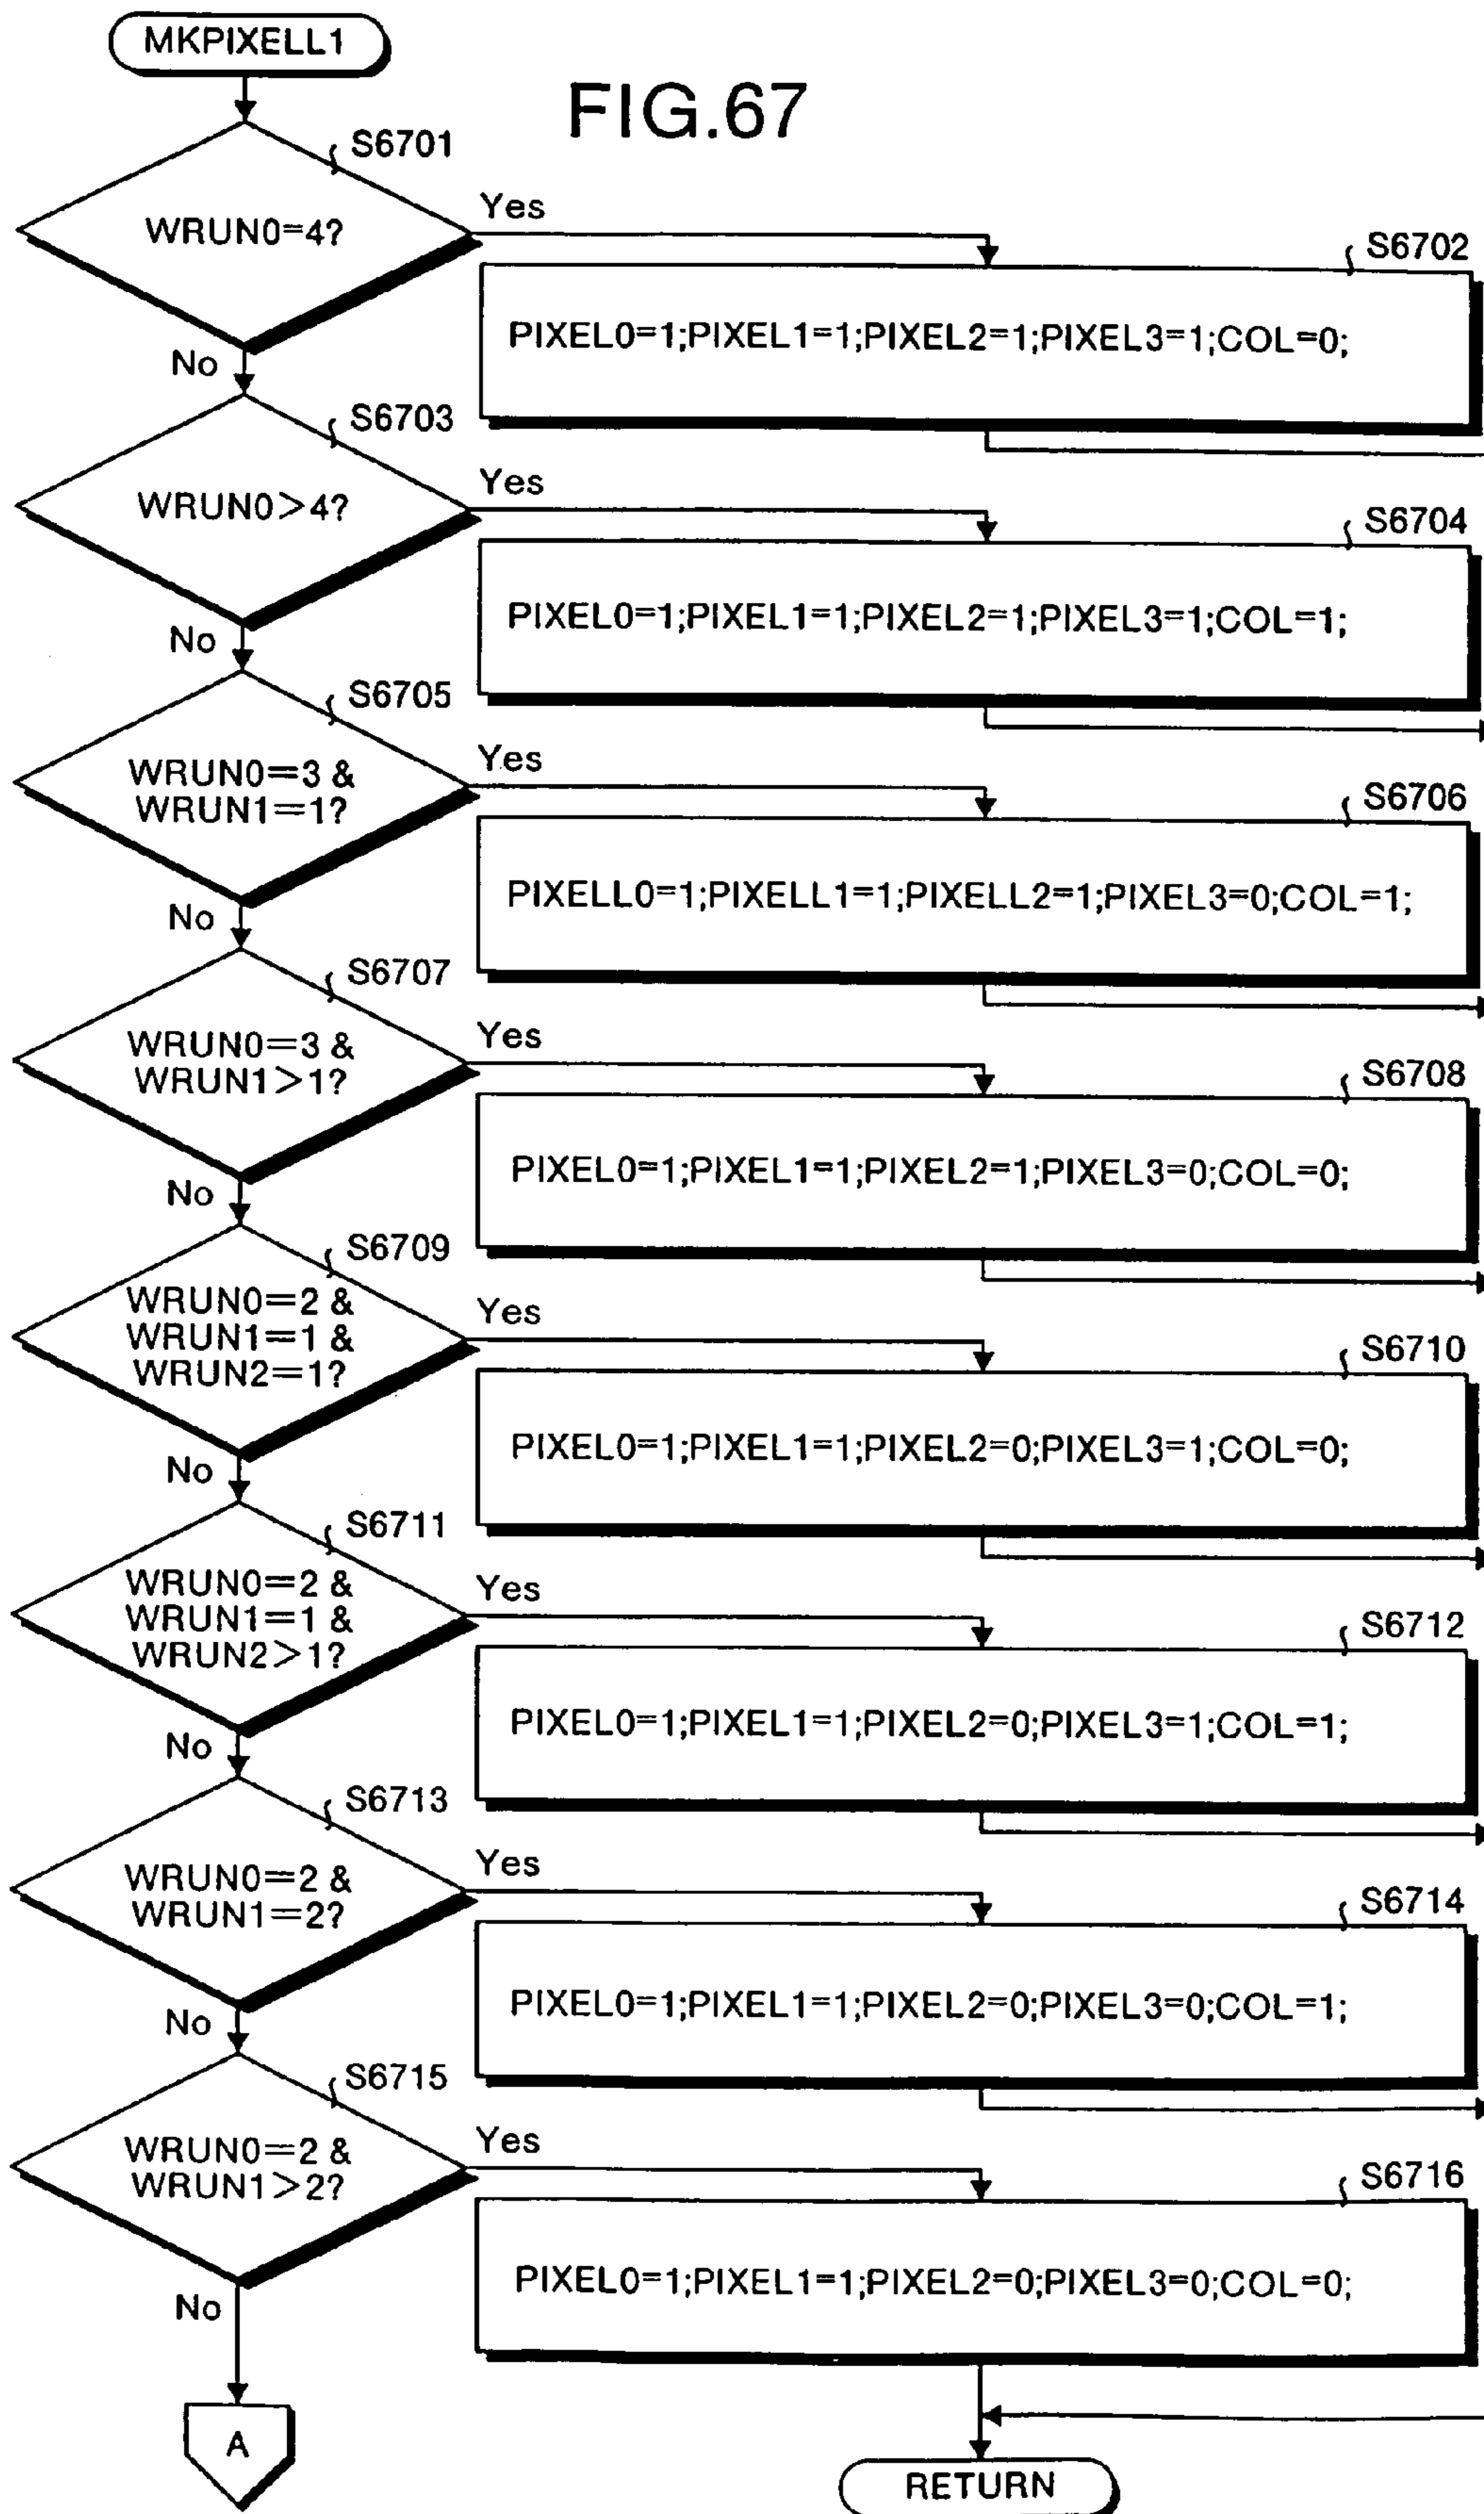 MKPIXELL1
FIG.67
S6701
WRUN0=4?
Yes
No
S6702
PIXEL0=1;PIXEL1=1;PIXEL2=1;PIXEL3=1;COL=0;
S6703
WRUN0>4?
Yes
No
S6704
PIXEL0=1;PIXEL1=1;PIXEL2=1;PIXEL3=1;COL=1;
S6705
WRUN0=3 &
WRUN1=1?
Yes
No
S6706
PIXELL0=1;PIXELL1=1;PIXELL2=1;PIXEL3=0;COL=1;
S6707
WRUN0=3 &
WRUN1>1?
Yes
No
S6708
PIXEL0=1;PIXEL1=1;PIXEL2=1;PIXEL3=0;COL=0;
S6709
WRUN0=2 &
WRUN1=1 &
WRUN2=1?
Yes
No
S6710
PIXEL0=1;PIXEL1=1;PIXEL2=0;PIXEL3=1;COL=0;
S6711
WRUN0=2 &
WRUN1=1 &
WRUN2>1?
Yes
No
S6712
PIXEL0=1;PIXEL1=1;PIXEL2=0;PIXEL3=1;COL=1;
S6713
WRUN0=2 &
WRUN1=2?
Yes
No
S6714
PIXEL0=1;PIXEL1=1;PIXEL2=0;PIXEL3=0;COL=1;
S6715
WRUN0=2 &
WRUN1>2?
Yes
No
S6716
PIXEL0=1;PIXEL1=1;PIXEL2=0;PIXEL3=0;COL=0;
A
RETURN